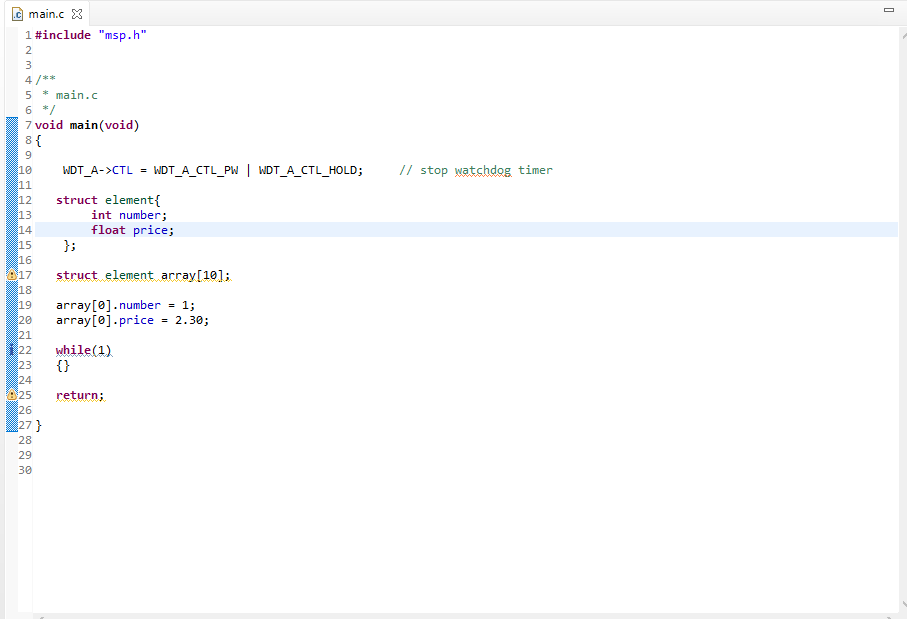 main.c
1 #include "msp.h"
2
3
4 /**
5  * main.c
6  */
7 void main(void)
8 {
9
10     WDT_A->CTL = WDT_A_CTL_PW | WDT_A_CTL_HOLD;     // stop watchdog timer
11
12    struct element{
13         int number;
14         float price;
15     };
16
17    struct element array[10];
18
19    array[0].number = 1;
20    array[0].price = 2.30;
21
22    while(1)
23    {}
24
25    return;
26
27 }
28
29
30